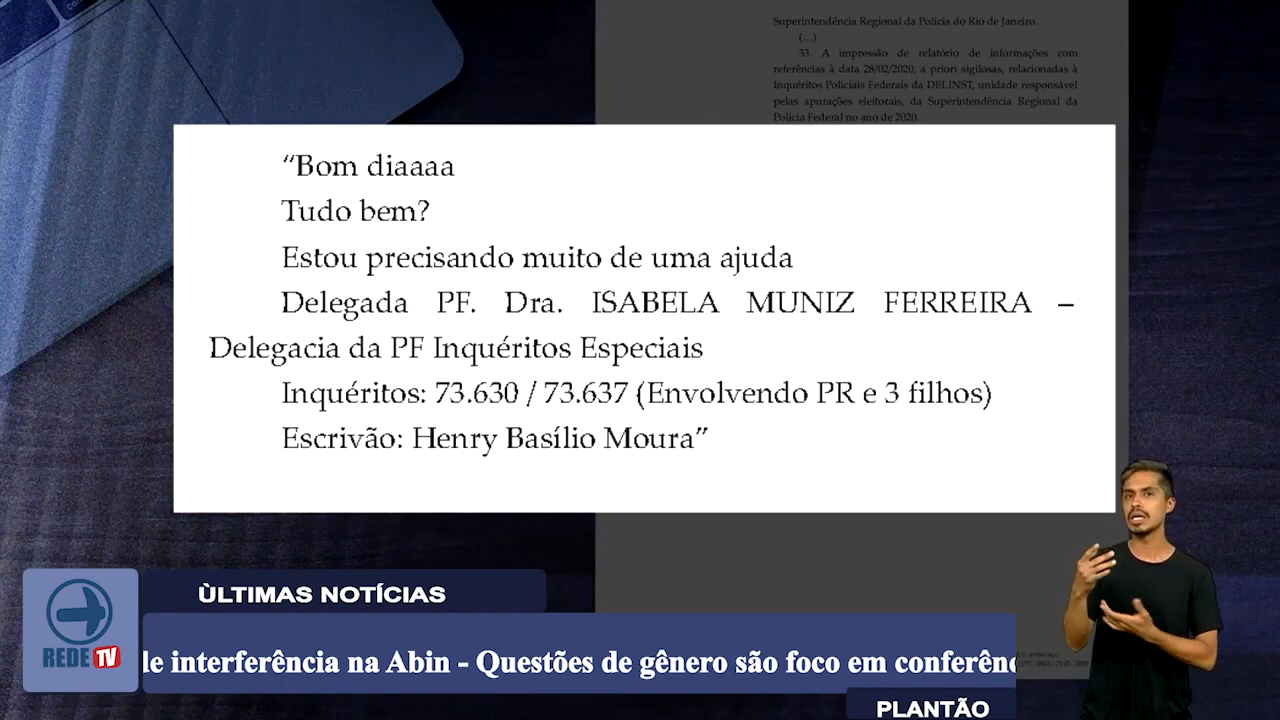 Superintendência Regional da Policia do Rio de Janeiro.
(...)
33. A impressão de relatório de informações com
referências à data 28/02/2020, a priori sigilosas, relacionadas à
Inquéritos Policiais Federais da DELINST, unidade responsável
pelas apurações eleitorais, da Superintendência Regional da
Policia Federal no ano de 2020.
“Bom diaaaa
Tudo bem?
Estou precisando muito de uma ajuda
Delegada PF. Dra. ISABELA MUNIZ FERREIRA –
Delegacia da PF Inquéritos Especiais
Inquéritos: 73.630 / 73.637 (Envolvendo PR e 3 filhos)
Escrivão: Henry Basílio Moura”
ÙLTIMAS NOTÍCIAS
REDE TV
le interferência na Abin - Questões de gênero são foco em conferênc
PLANTÃO